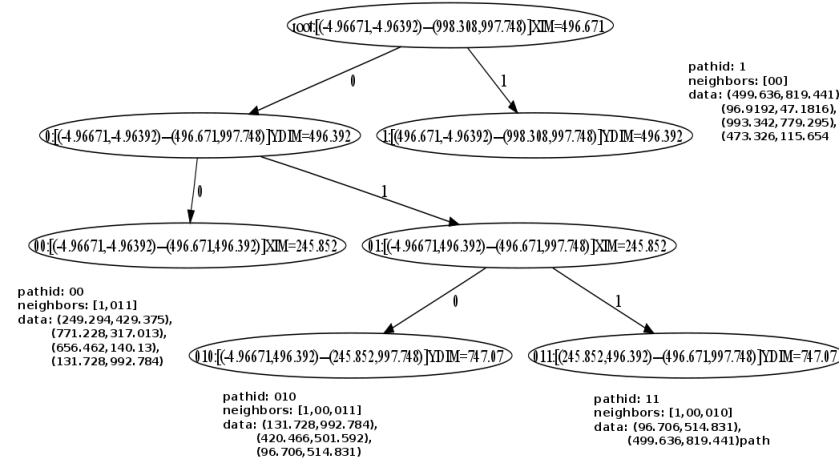 root:[(-4.96671,-4.96392)--(998.308,997.748)]XIM=496.671
0
1
pathid: 1
neighbors: [00]
data: (499.636,819.441)
(96.9192,47.1816),
(993.342,779.295),
(473.326,115.654
0:[(-4.96671,-4.96392)--(496.671,997.748)]YDIM=496.392
1:[(496.671,-4.96392)--(998.308,997.748)]YDIM=496.392
0
1
00:[(-4.96671,-4.96392)--(496.671,496.392)]XIM=245.852
01:[(-4.96671,496.392)--(496.671,997.748)]XIM=245.852
pathid: 00
neighbors: [1,011]
data: (249.294,429.375),
(771.228,317.013),
(656.462,140.13),
(131.728,992.784)
0
1
010:[(-4.96671,496.392)--(245.852,997.748)]YDIM=747.07
011:[(245.852,496.392)--(496.671,997.748)]YDIM=747.07
pathid: 010
neighbors: [1,00,011]
data: (131.728,992.784),
(420.466,501.592),
(96.706,514.831)
pathid: 11
neighbors: [1,00,010]
data: (96.706,514.831),
(499.636,819.441)path